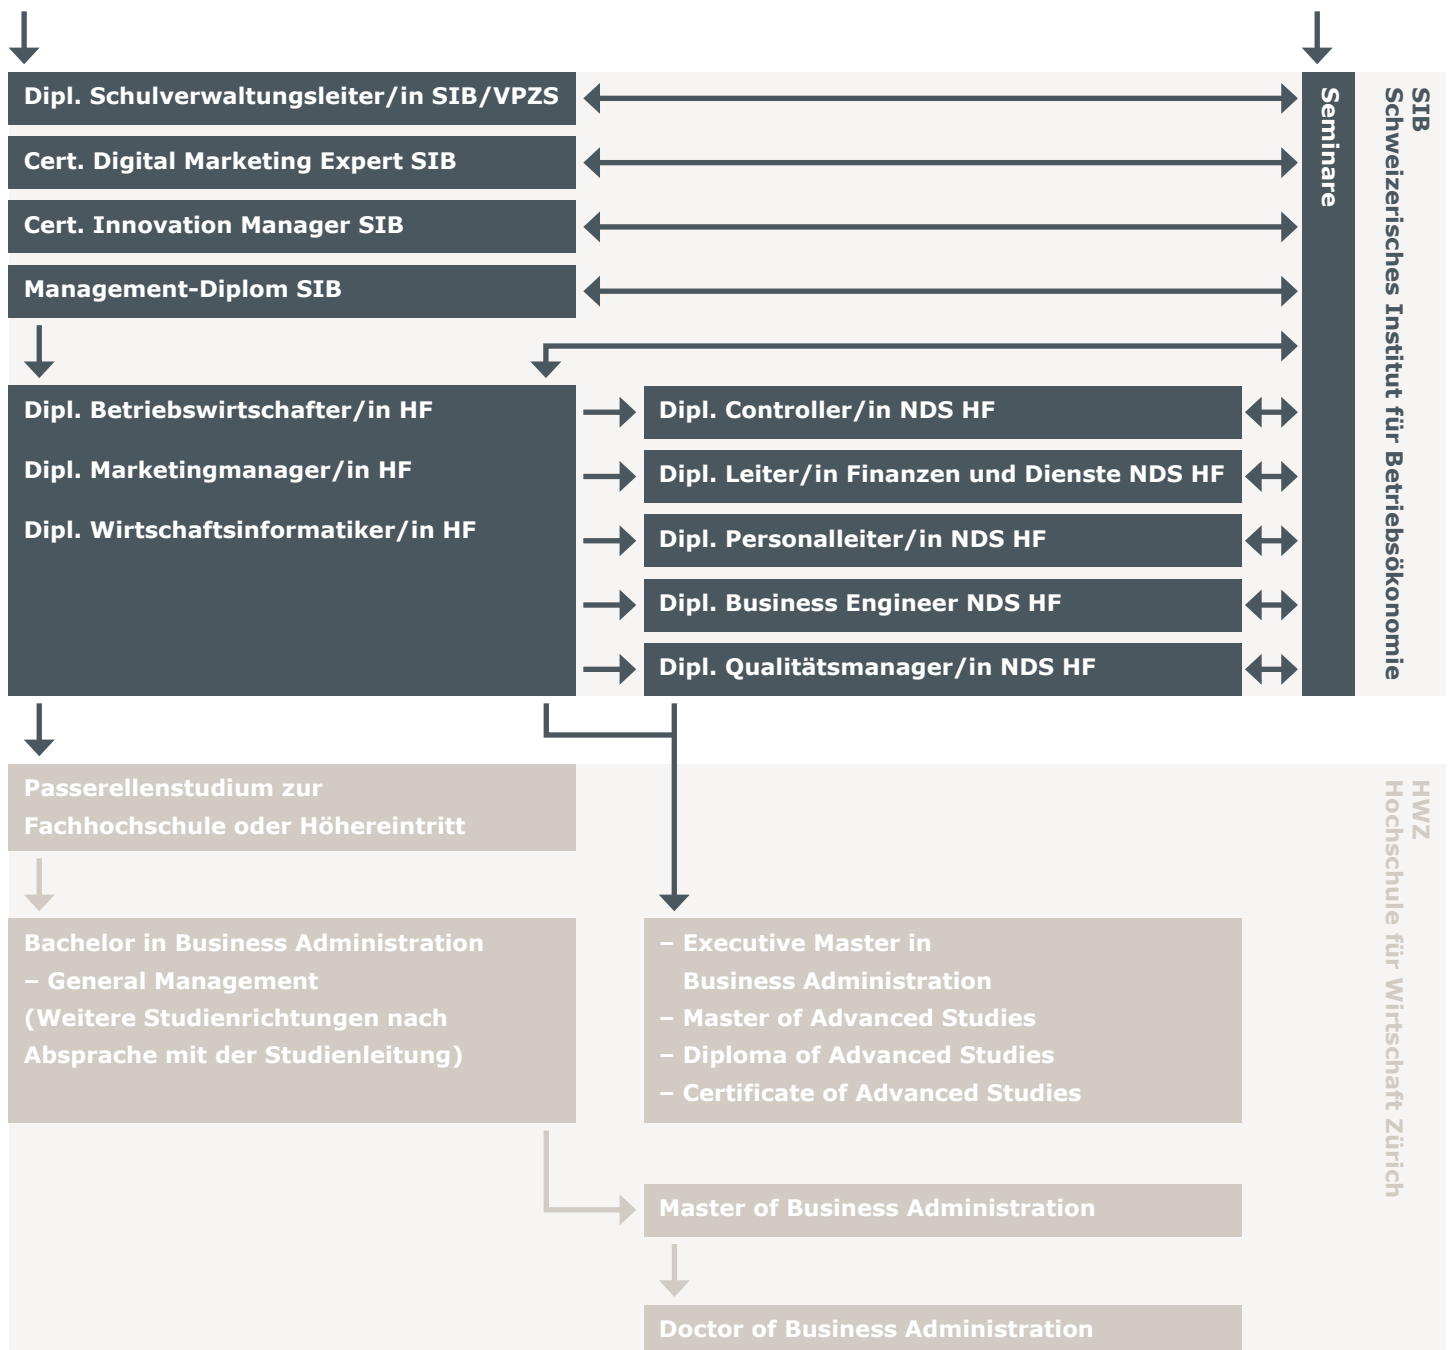 Dipl. Schulverwaltungsleiter/in SIB/VPZS
Cert. Digital Marketing Expert SIB
Cert. Innovation Manager SIB
Management-Diplom SIB
Seminare
SIB
Schweizerisches Institut für Betriebsökonomie
Dipl. Betriebswirtschafter/in HF
Dipl. Marketingmanager/in HF
Dipl. Wirtschaftsinformatiker/in HF
Dipl. Controller/in NDS HF
Dipl. Leiter/in Finanzen und Dienste NDS HF
Dipl. Personalleiter/in NDS HF
Dipl. Business Engineer NDS HF
Dipl. Qualitätsmanager/in NDS HF
Passerellenstudium zur
Fachhochschule oder Höhereintritt
HWZ
Hochschule für Wirtschaft Zürich
Bachelor in Business Administration
– General Management
(Weitere Studienrichtungen nach
Absprache mit der Studienleitung)
– Executive Master in
Business Administration
– Master of Advanced Studies
– Diploma of Advanced Studies
– Certificate of Advanced Studies
Master of Business Administration
Doctor of Business Administration